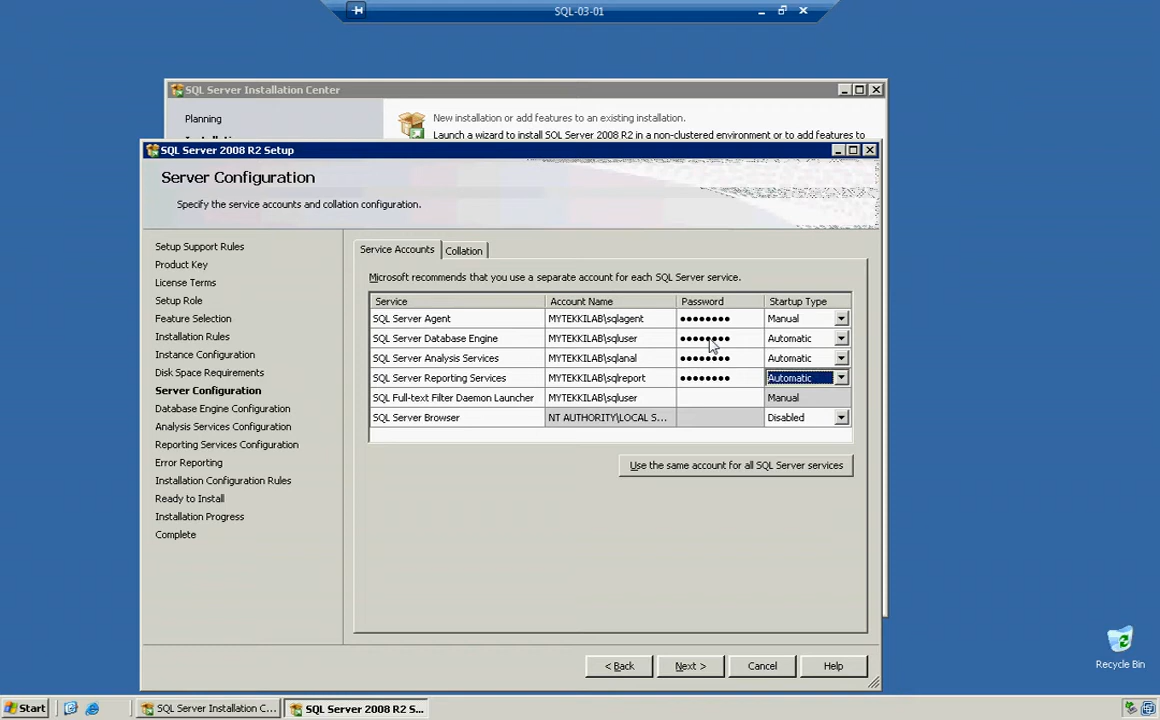 SQL-03-01
SQL Server Installation Center
Planning
New installation or add features to an existing installation.
Launch a wizard to install SQL Server 2008 R2 in a non-clustered environment or to add features to
SQL Server 2008 R2 Setup
Server Configuration
Specify the service accounts and collation configuration.
Setup Support Rules
Product Key
License Terms
Setup Role
Feature Selection
Installation Rules
Instance Configuration
Disk Space Requirements
Server Configuration
Database Engine Configuration
Analysis Services Configuration
Reporting Services Configuration
Error Reporting
Installation Configuration Rules
Ready to Install
Installation Progress
Complete
Service Accounts Collation
Microsoft recommends that you use a separate account for each SQL Server service.
Service Account Name Password Startup Type
SQL Server Agent MYTEKKILAB\sqlagent ●●●●●●●● Manual
SQL Server Database Engine MYTEKKILAB\sqluser ●●●●●●●● Automatic
SQL Server Analysis Services MYTEKKILAB\sqlanal ●●●●●●●● Automatic
SQL Server Reporting Services MYTEKKILAB\sqlreport ●●●●●●●● Automatic
SQL Full-text Filter Daemon Launcher MYTEKKILAB\sqluser Manual
SQL Server Browser NT AUTHORITY\LOCAL S... Disabled
Use the same account for all SQL Server services
< Back Next > Cancel Help
Recycle Bin
Start SQL Server Installation C... SQL Server 2008 R2 S...